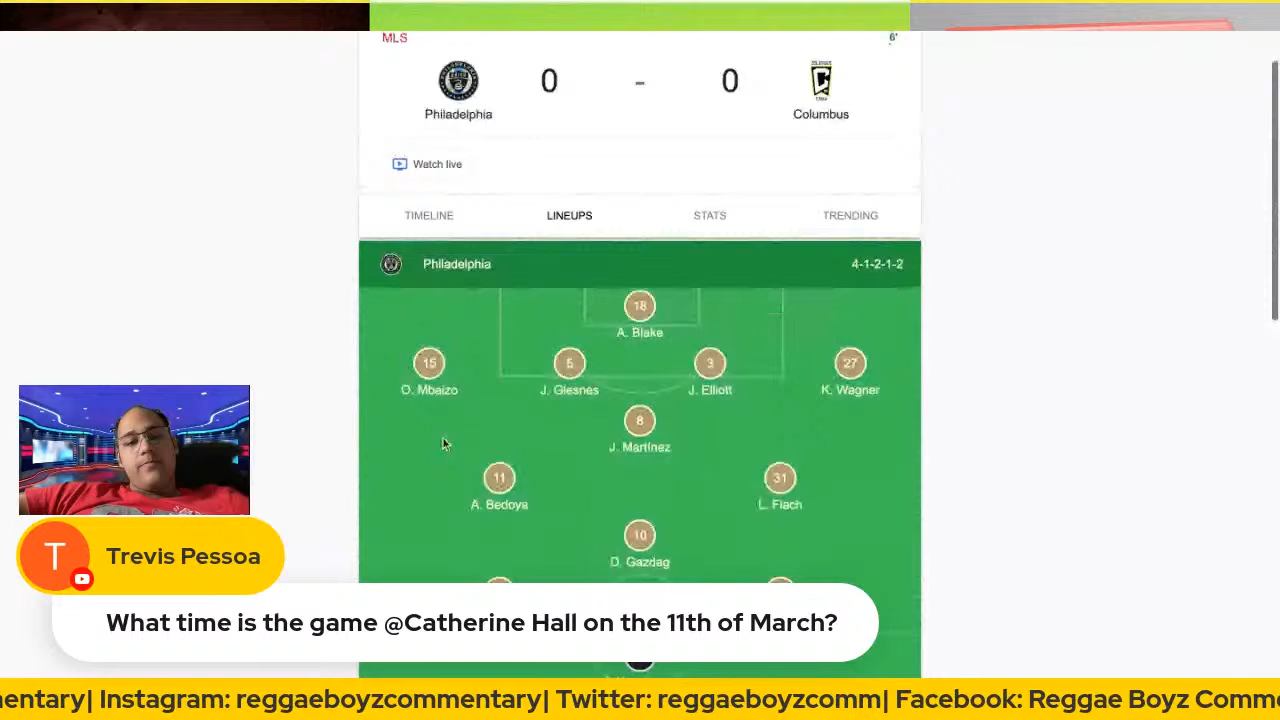 MLS
6'
0 - 0
Philadelphia
Columbus
Watch live
TIMELINE
LINEUPS
STATS
TRENDING
Philadelphia
4-1-2-1-2
18
A. Blake
15
5
3
27
O. Mbaizo
J. Glesnes
J. Elliott
K. Wagner
8
J. Martínez
11
31
A. Bedoya
L. Flach
10
D. Gazdag
T
Trevis Pessoa
What time is the game @Catherine Hall on the 11th of March?
mentary| Instagram: reggaeboyzcommentary| Twitter: reggaeboyzcomm| Facebook: Reggae Boyz Comme